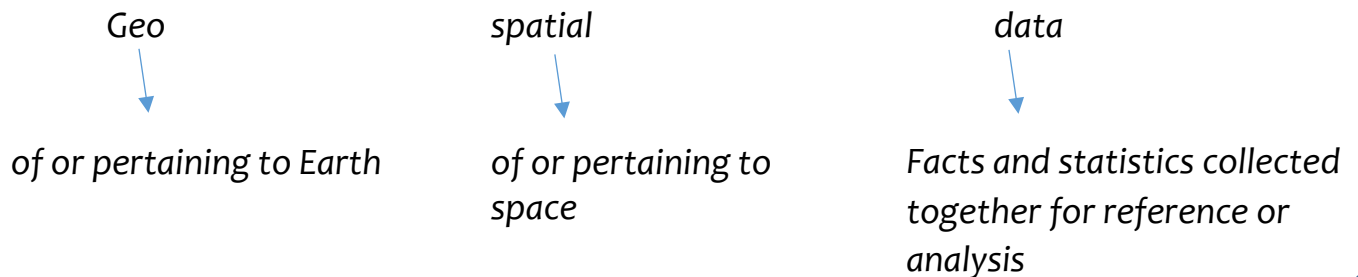 Geo
spatial
data
of or pertaining to Earth
of or pertaining to
space
Facts and statistics collected
together for reference or
analysis